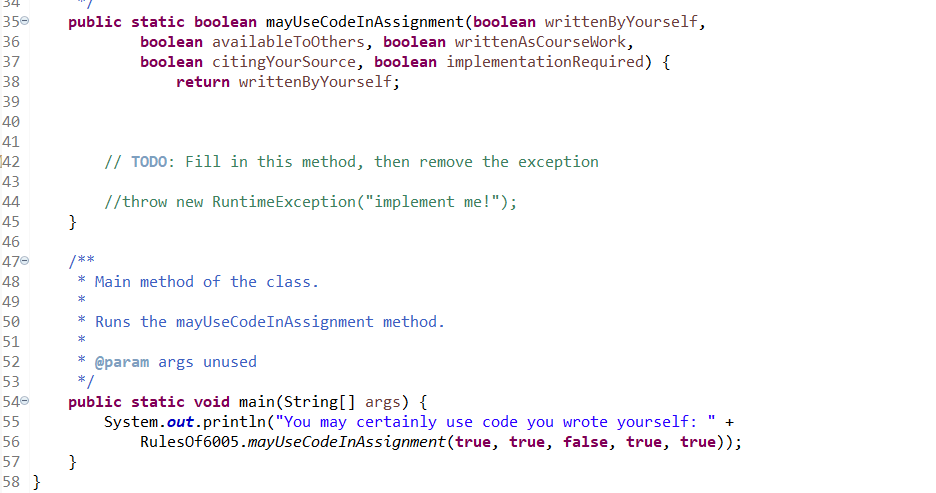 34 */
35 public static boolean mayUseCodeInAssignment(boolean writtenByYourself,
36 boolean availableToOthers, boolean writtenAsCourseWork,
37 boolean citingYourSource, boolean implementationRequired) {
38 return writtenByYourself;
39
40
41
42 // TODO: Fill in this method, then remove the exception
43
44 //throw new RuntimeException("implement me!");
45 }
46
47 /**
48 * Main method of the class.
49 *
50 * Runs the mayUseCodeInAssignment method.
51 *
52 * @param args unused
53 */
54 public static void main(String[] args) {
55 System.out.println("You may certainly use code you wrote yourself: " +
56 RulesOf6005.mayUseCodeInAssignment(true, true, false, true, true));
57 }
58 }